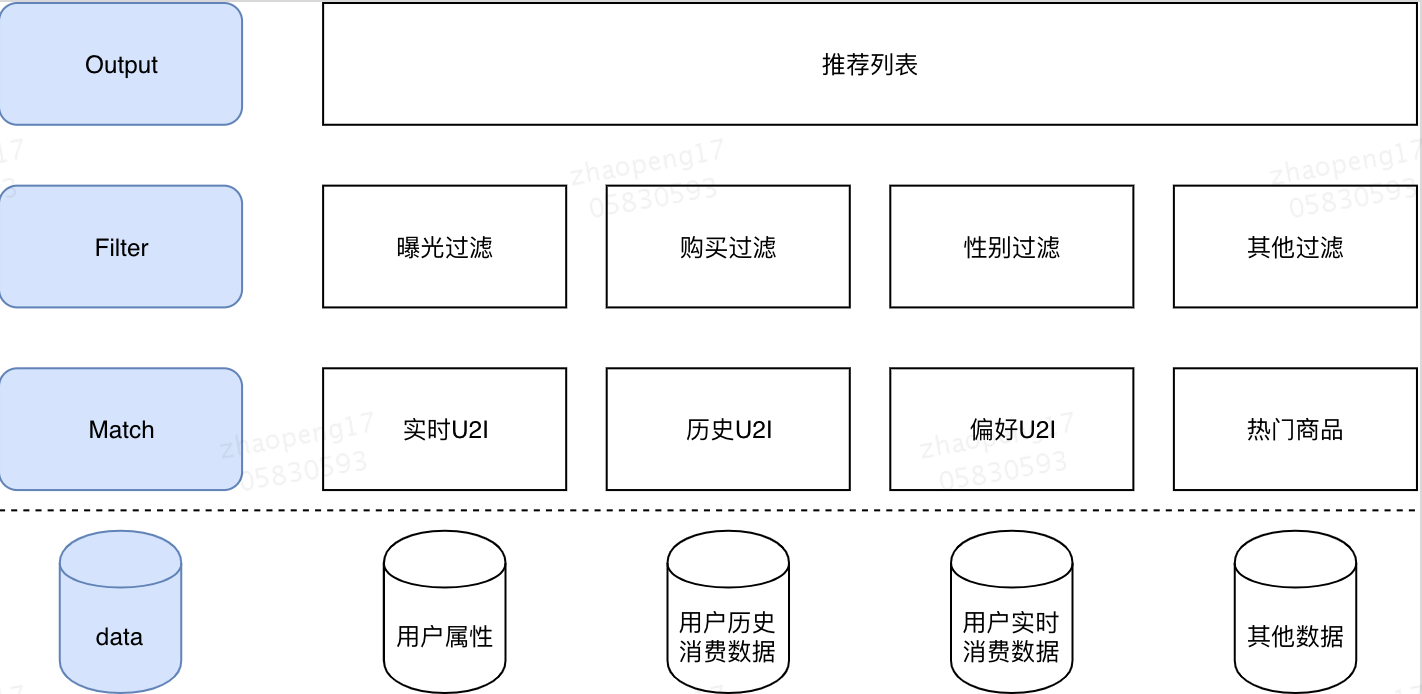 Output
推荐列表
zhaopeng17
05830593
Filter
曝光过滤
购买过滤
性别过滤
其他过滤
Match
实时U2I
历史U2I
偏好U2I
热门商品
zhaopeng17
05830593
zhaopeng17
05830593
data
用户属性
用户历史
消费数据
用户实时
消费数据
其他数据